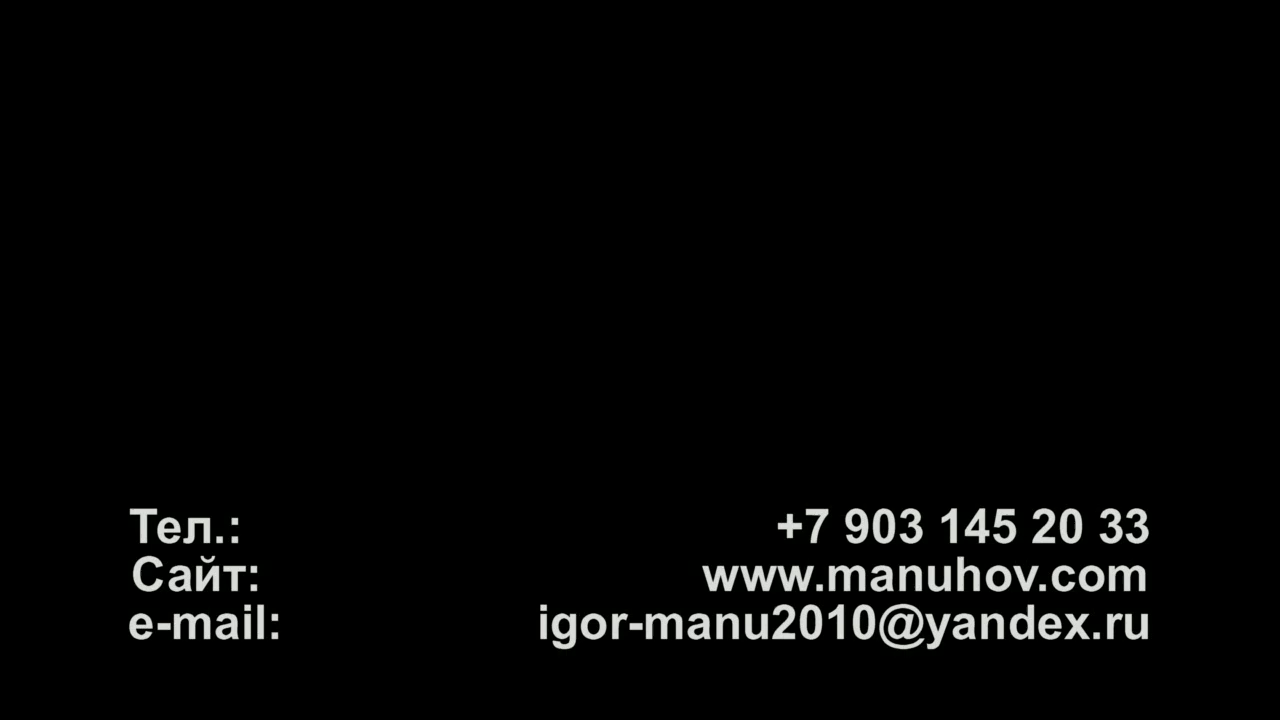 Тел.: +7 903 145 20 33
Сайт: www.manuhov.com
e-mail: igor-manu2010@yandex.ru